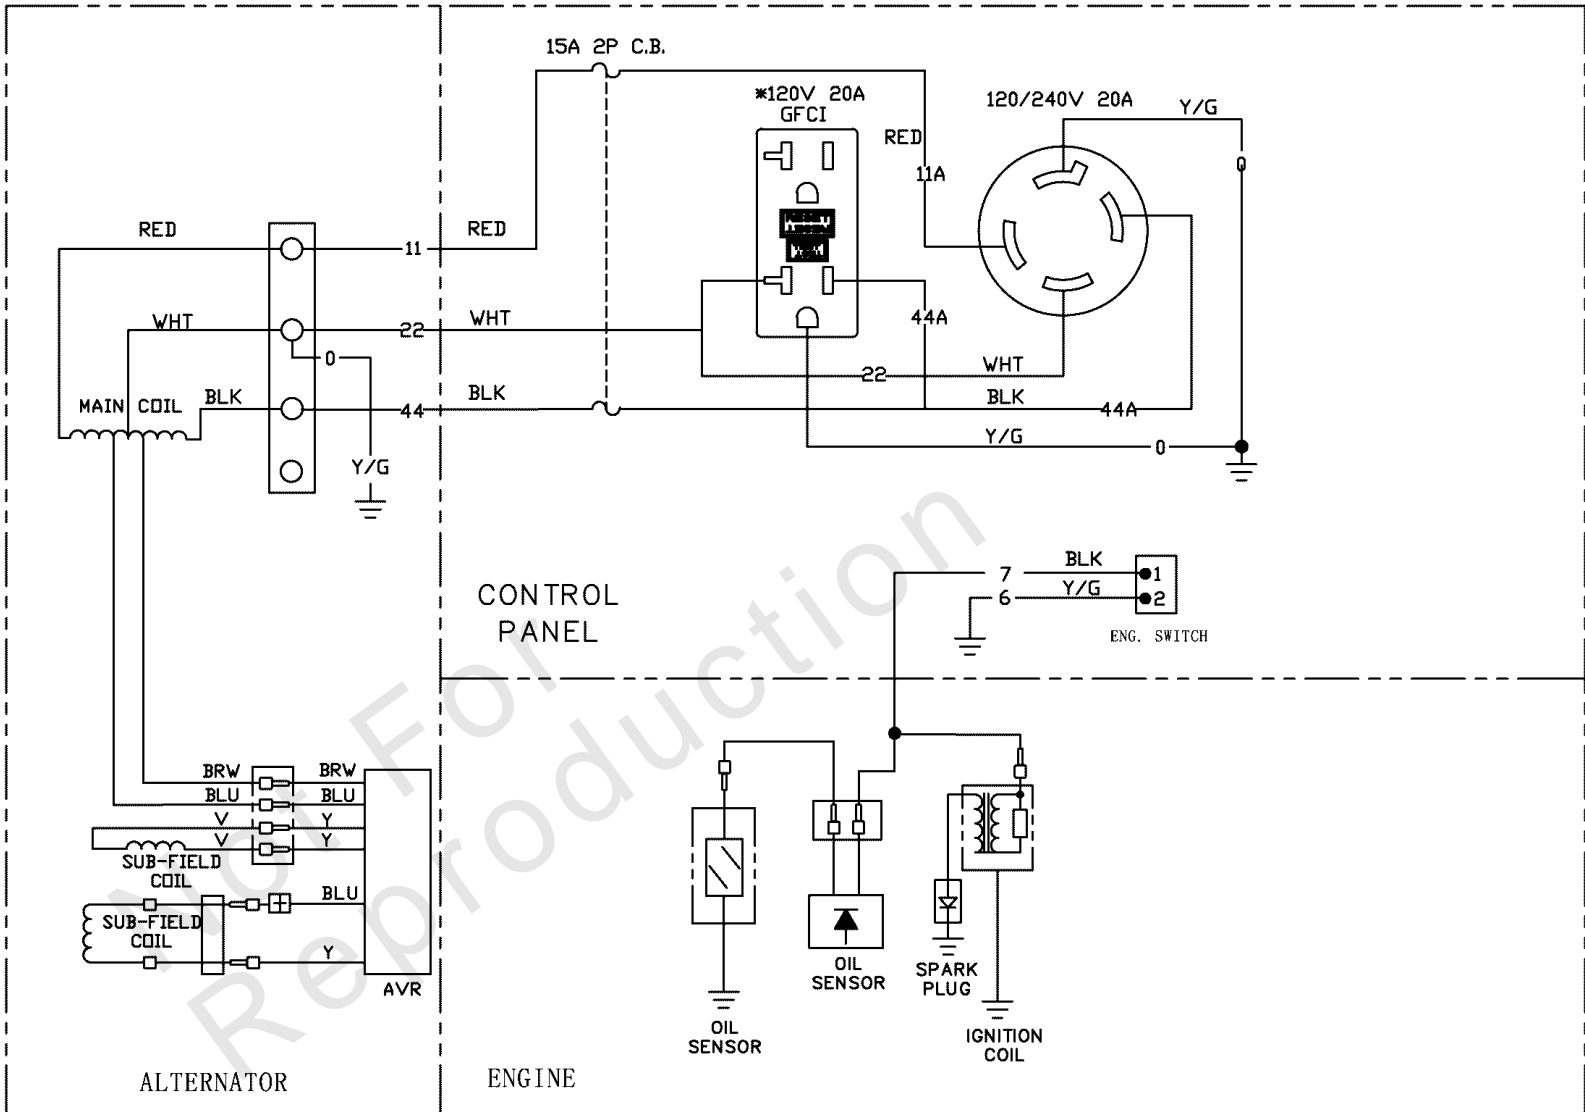 15A 2P C.B.
*120V 20A
GFCI
120/240V 20A
Y/G
RED
11A
0
RESET
RED
11
RED
WHT
22
WHT
44A
0
WHT
22
MAIN COIL
BLK
44
BLK
BLK
44A
Y/G
Y/G
0
CONTROL
PANEL
7
BLK
1
6
Y/G
2
ENG. SWITCH
Not For
Reproduction
BRW
BRW
BLU
BLU
V
Y
V
Y
SUB-FIELD
COIL
BLU
SUB-FIELD
COIL
Y
AVR
OIL
SENSOR
OIL
SENSOR
SPARK
PLUG
IGNITION
COIL
ALTERNATOR
ENGINE